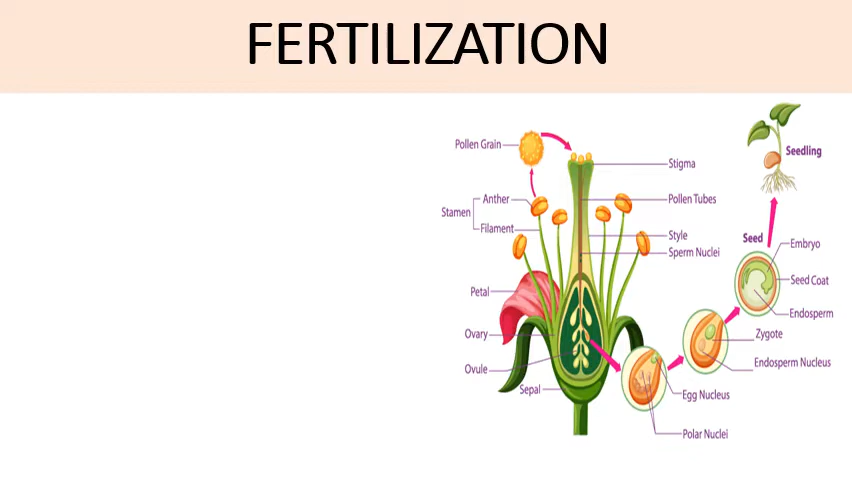 FERTILIZATION
Pollen Grain
Stigma
Seedling
Anther
Pollen Tubes
Stamen
Filament
Style
Seed
Embryo
Sperm Nuclei
Seed Coat
Petal
Endosperm
Ovary
Zygote
Endosperm Nucleus
Ovule
Sepal
Egg Nucleus
Polar Nuclei